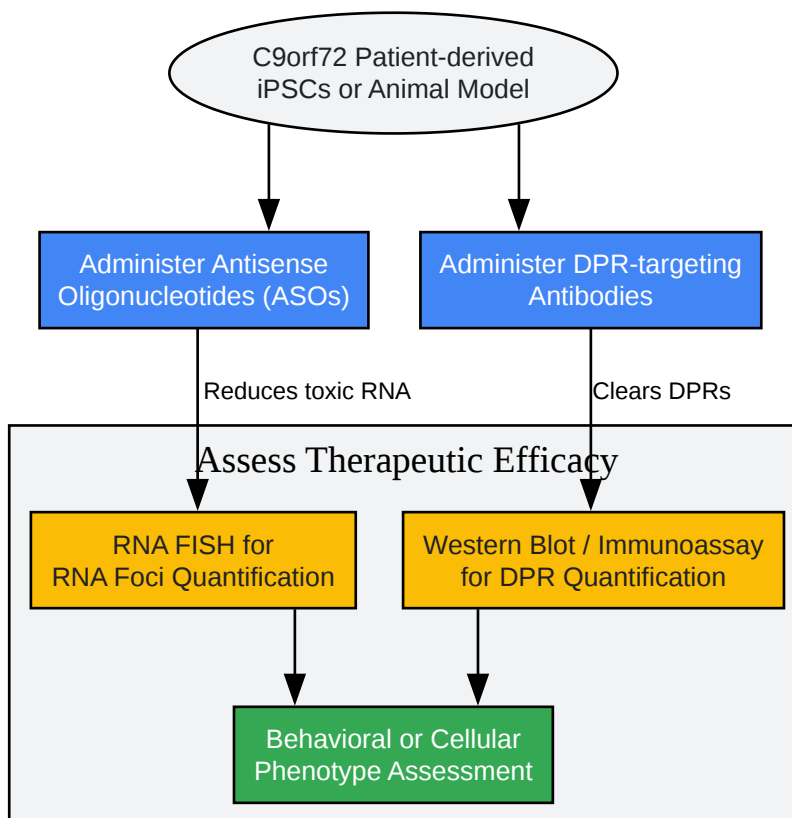 C9orf72 Patient-derived
iPSCs or Animal Model
Administer Antisense
Oligonucleotides (ASOs)
Administer DPR-targeting
Antibodies
Reduces toxic RNA
Clears DPRs
Assess Therapeutic Efficacy
RNA FISH for
RNA Foci Quantification
Western Blot / Immunoassay
for DPR Quantification
Behavioral or Cellular
Phenotype Assessment